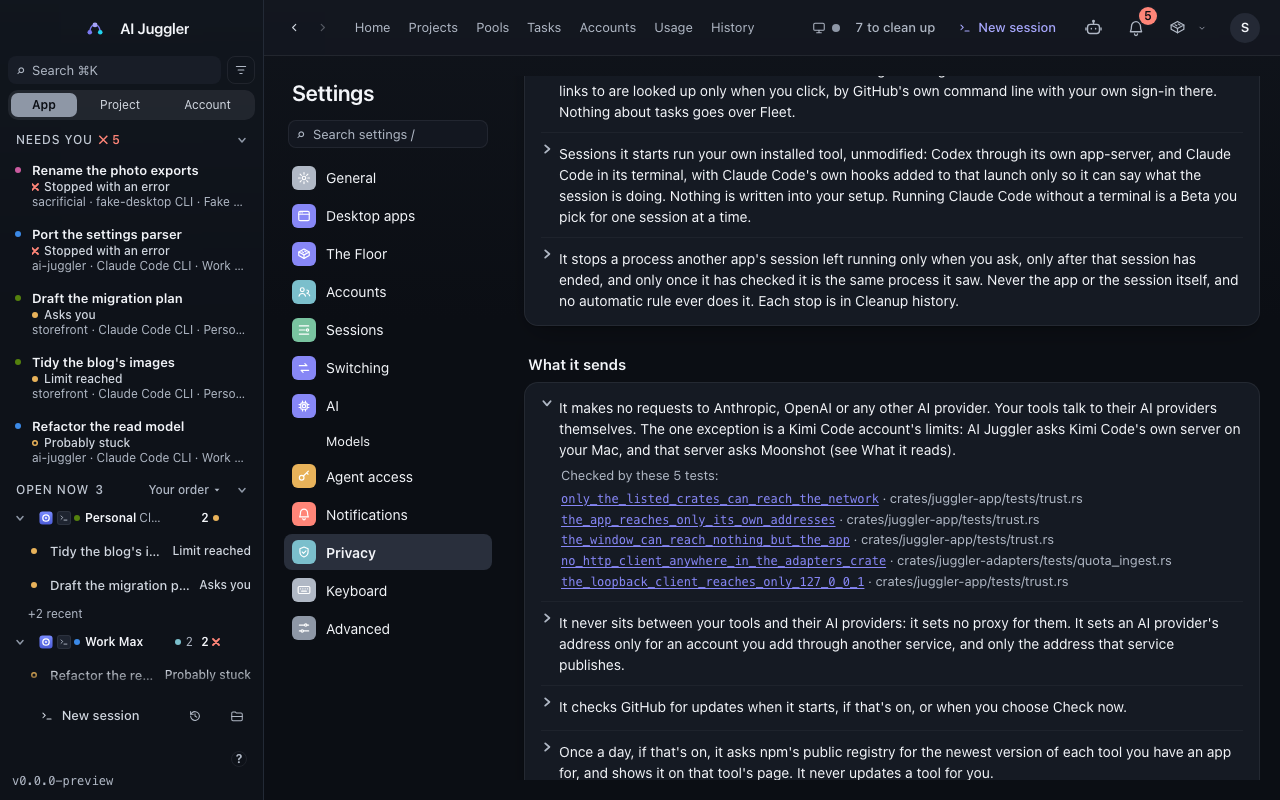 AI Juggler
Search ⌘K
App
Project
Account
NEEDS YOU 5
Rename the photo exports
Stopped with an error
sacrificial · fake-desktop CLI · Fake ...
Port the settings parser
Stopped with an error
ai-juggler · Claude Code CLI · Work ...
Draft the migration plan
Asks you
storefront · Claude Code CLI · Perso...
Tidy the blog's images
Limit reached
storefront · Claude Code CLI · Perso...
Refactor the read model
Probably stuck
ai-juggler · Claude Code CLI · Work ...
OPEN NOW 3
Your order
Personal Cl... 2
Tidy the blog's i... Limit reached
Draft the migration p... Asks you
+2 recent
Work Max 2 2
Refactor the re... Probably stuck
New session
?
v0.0.0-preview
Home
Projects
Pools
Tasks
Accounts
Usage
History
7 to clean up
New session
5
S
Settings
Search settings /
General
Desktop apps
The Floor
Accounts
Sessions
Switching
AI
Models
Agent access
Notifications
Privacy
Keyboard
Advanced
links to are looked up only when you click, by GitHub's own command line with your own sign-in there.
Nothing about tasks goes over Fleet.
Sessions it starts run your own installed tool, unmodified: Codex through its own app-server, and Claude
Code in its terminal, with Claude Code's own hooks added to that launch only so it can say what the
session is doing. Nothing is written into your setup. Running Claude Code without a terminal is a Beta you
pick for one session at a time.
It stops a process another app's session left running only when you ask, only after that session has
ended, and only once it has checked it is the same process it saw. Never the app or the session itself, and
no automatic rule ever does it. Each stop is in Cleanup history.
What it sends
It makes no requests to Anthropic, OpenAI or any other AI provider. Your tools talk to their AI providers
themselves. The one exception is a Kimi Code account's limits: AI Juggler asks Kimi Code's own server on
your Mac, and that server asks Moonshot (see What it reads).
Checked by these 5 tests:
only_the_listed_crates_can_reach_the_network · crates/juggler-app/tests/trust.rs
the_app_reaches_only_its_own_addresses · crates/juggler-app/tests/trust.rs
the_window_can_reach_nothing_but_the_app · crates/juggler-app/tests/trust.rs
no_http_client_anywhere_in_the_adapters_crate · crates/juggler-adapters/tests/quota_ingest.rs
the_loopback_client_reaches_only_127_0_0_1 · crates/juggler-app/tests/trust.rs
It never sits between your tools and their AI providers: it sets no proxy for them. It sets an AI provider's
address only for an account you add through another service, and only the address that service
publishes.
It checks GitHub for updates when it starts, if that's on, or when you choose Check now.
Once a day, if that's on, it asks npm's public registry for the newest version of each tool you have an app
for, and shows it on that tool's page. It never updates a tool for you.